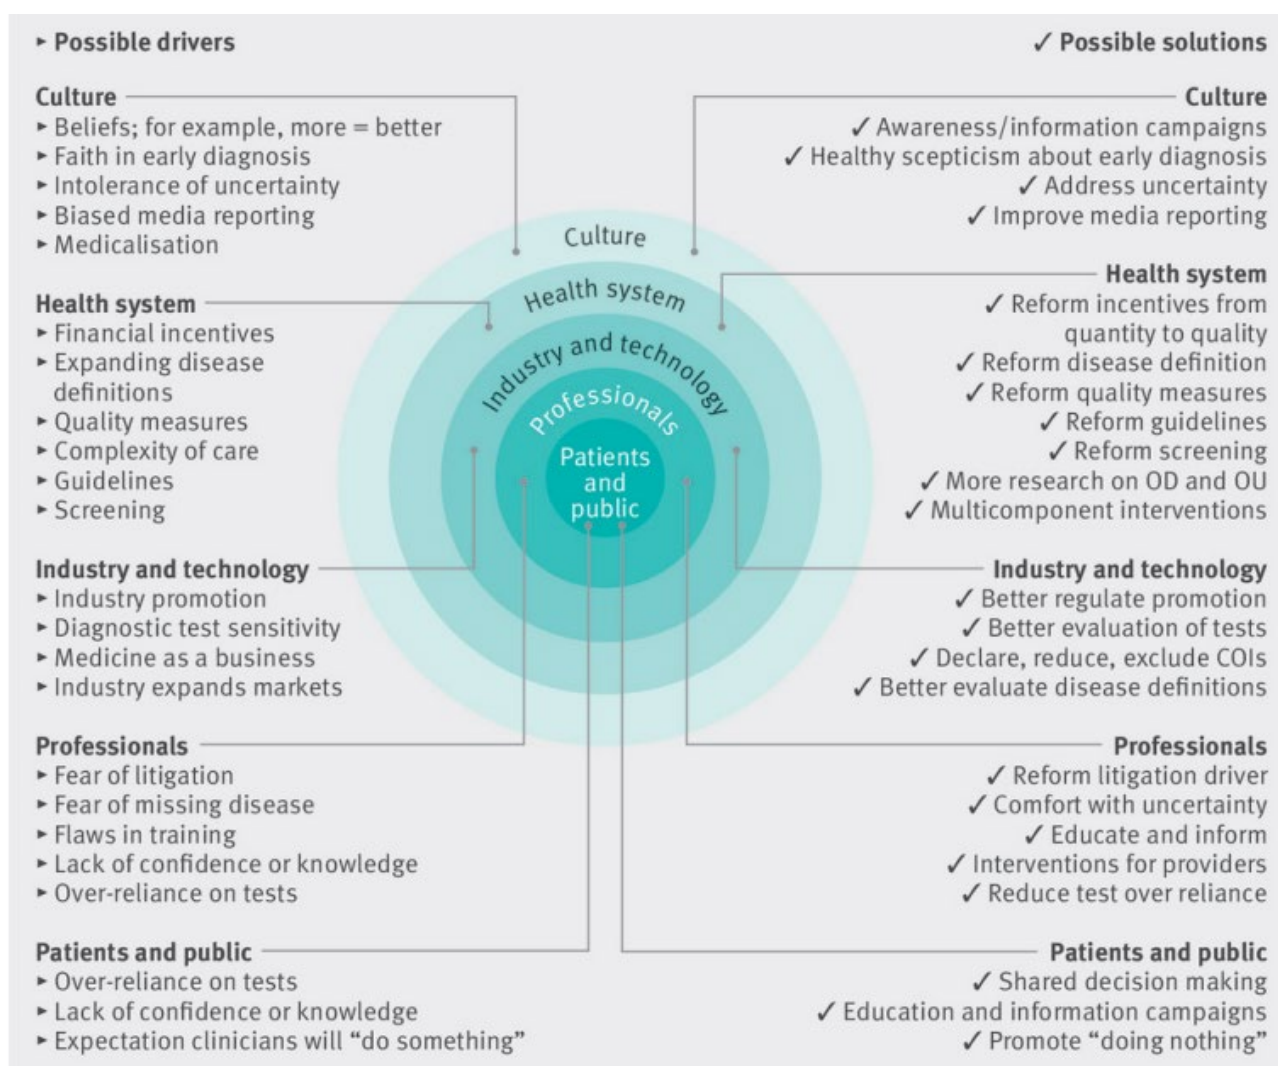 ► Possible drivers
Culture
► Beliefs; for example, more = better
► Faith in early diagnosis
► Intolerance of uncertainty
► Biased media reporting
► Medicalisation
Health system
► Financial incentives
► Expanding disease
definitions
► Quality measures
► Complexity of care
► Guidelines
► Screening
Industry and technology
► Industry promotion
► Diagnostic test sensitivity
► Medicine as a business
► Industry expands markets
Professionals
► Fear of litigation
► Fear of missing disease
► Flaws in training
► Lack of confidence or knowledge
► Over-reliance on tests
Patients and public
► Over-reliance on tests
► Lack of confidence or knowledge
► Expectation clinicians will “do something”
Culture
Health system
Industry and technology
Professionals
Patients
and
public
✓ Possible solutions
Culture
✓ Awareness/information campaigns
✓ Healthy scepticism about early diagnosis
✓ Address uncertainty
✓ Improve media reporting
Health system
✓ Reform incentives from
quantity to quality
✓ Reform disease definition
✓ Reform quality measures
✓ Reform guidelines
✓ Reform screening
✓ More research on OD and OU
✓ Multicomponent interventions
Industry and technology
✓ Better regulate promotion
✓ Better evaluation of tests
✓ Declare, reduce, exclude COIs
✓ Better evaluate disease definitions
Professionals
✓ Reform litigation driver
✓ Comfort with uncertainty
✓ Educate and inform
✓ Interventions for providers
✓ Reduce test over reliance
Patients and public
✓ Shared decision making
✓ Education and information campaigns
✓ Promote “doing nothing”